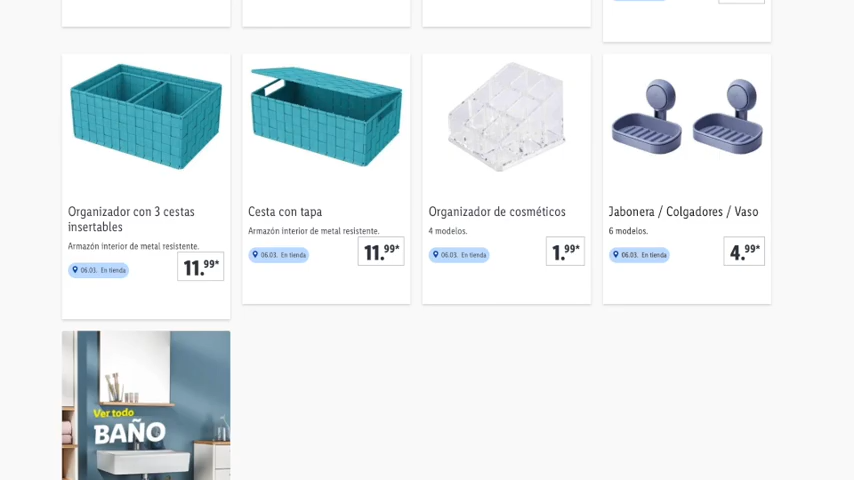 Organizador con 3 cestas
insertables
Armazón interior de metal resistente.
06.03. En tienda
11.99*
Cesta con tapa
Armazón interior de metal resistente.
06.03. En tienda
11.99*
Organizador de cosméticos
4 modelos.
06.03. En tienda
1.99*
Jabonera / Colgadores / Vaso
6 modelos.
06.03. En tienda
4.99*
Ver todo
BAÑO